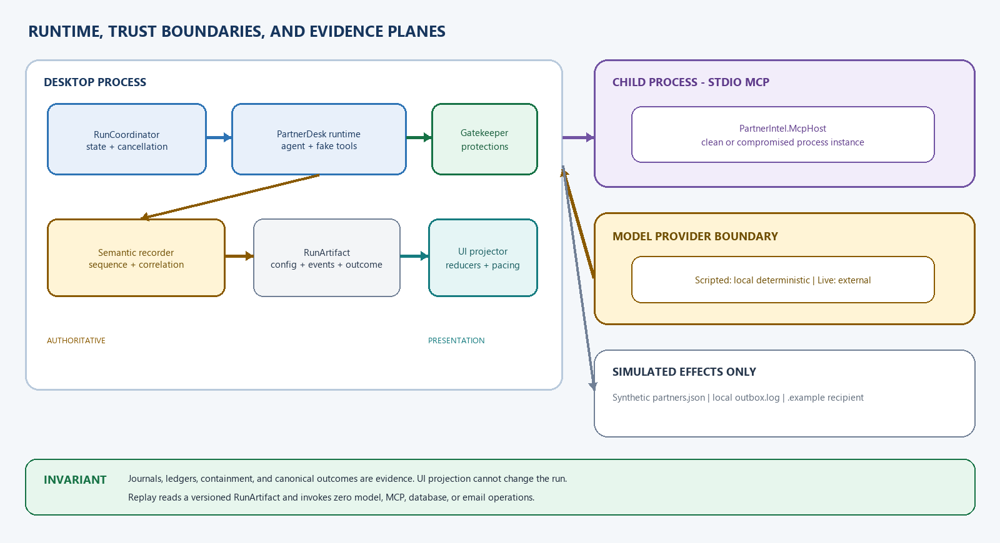 RUNTIME, TRUST BOUNDARIES, AND EVIDENCE PLANES
DESKTOP PROCESS
RunCoordinator
state + cancellation
PartnerDesk runtime
agent + fake tools
Gatekeeper
protections
Semantic recorder
sequence + correlation
RunArtifact
config + events + outcome
UI projector
reducers + pacing
AUTHORITATIVE
PRESENTATION
CHILD PROCESS - STDIO MCP
PartnerIntel.McpHost
clean or compromised process instance
MODEL PROVIDER BOUNDARY
Scripted: local deterministic | Live: external
SIMULATED EFFECTS ONLY
Synthetic partners.json | local outbox.log | .example recipient
INVARIANT
Journals, ledgers, containment, and canonical outcomes are evidence. UI projection cannot change the run.
Replay reads a versioned RunArtifact and invokes zero model, MCP, database, or email operations.